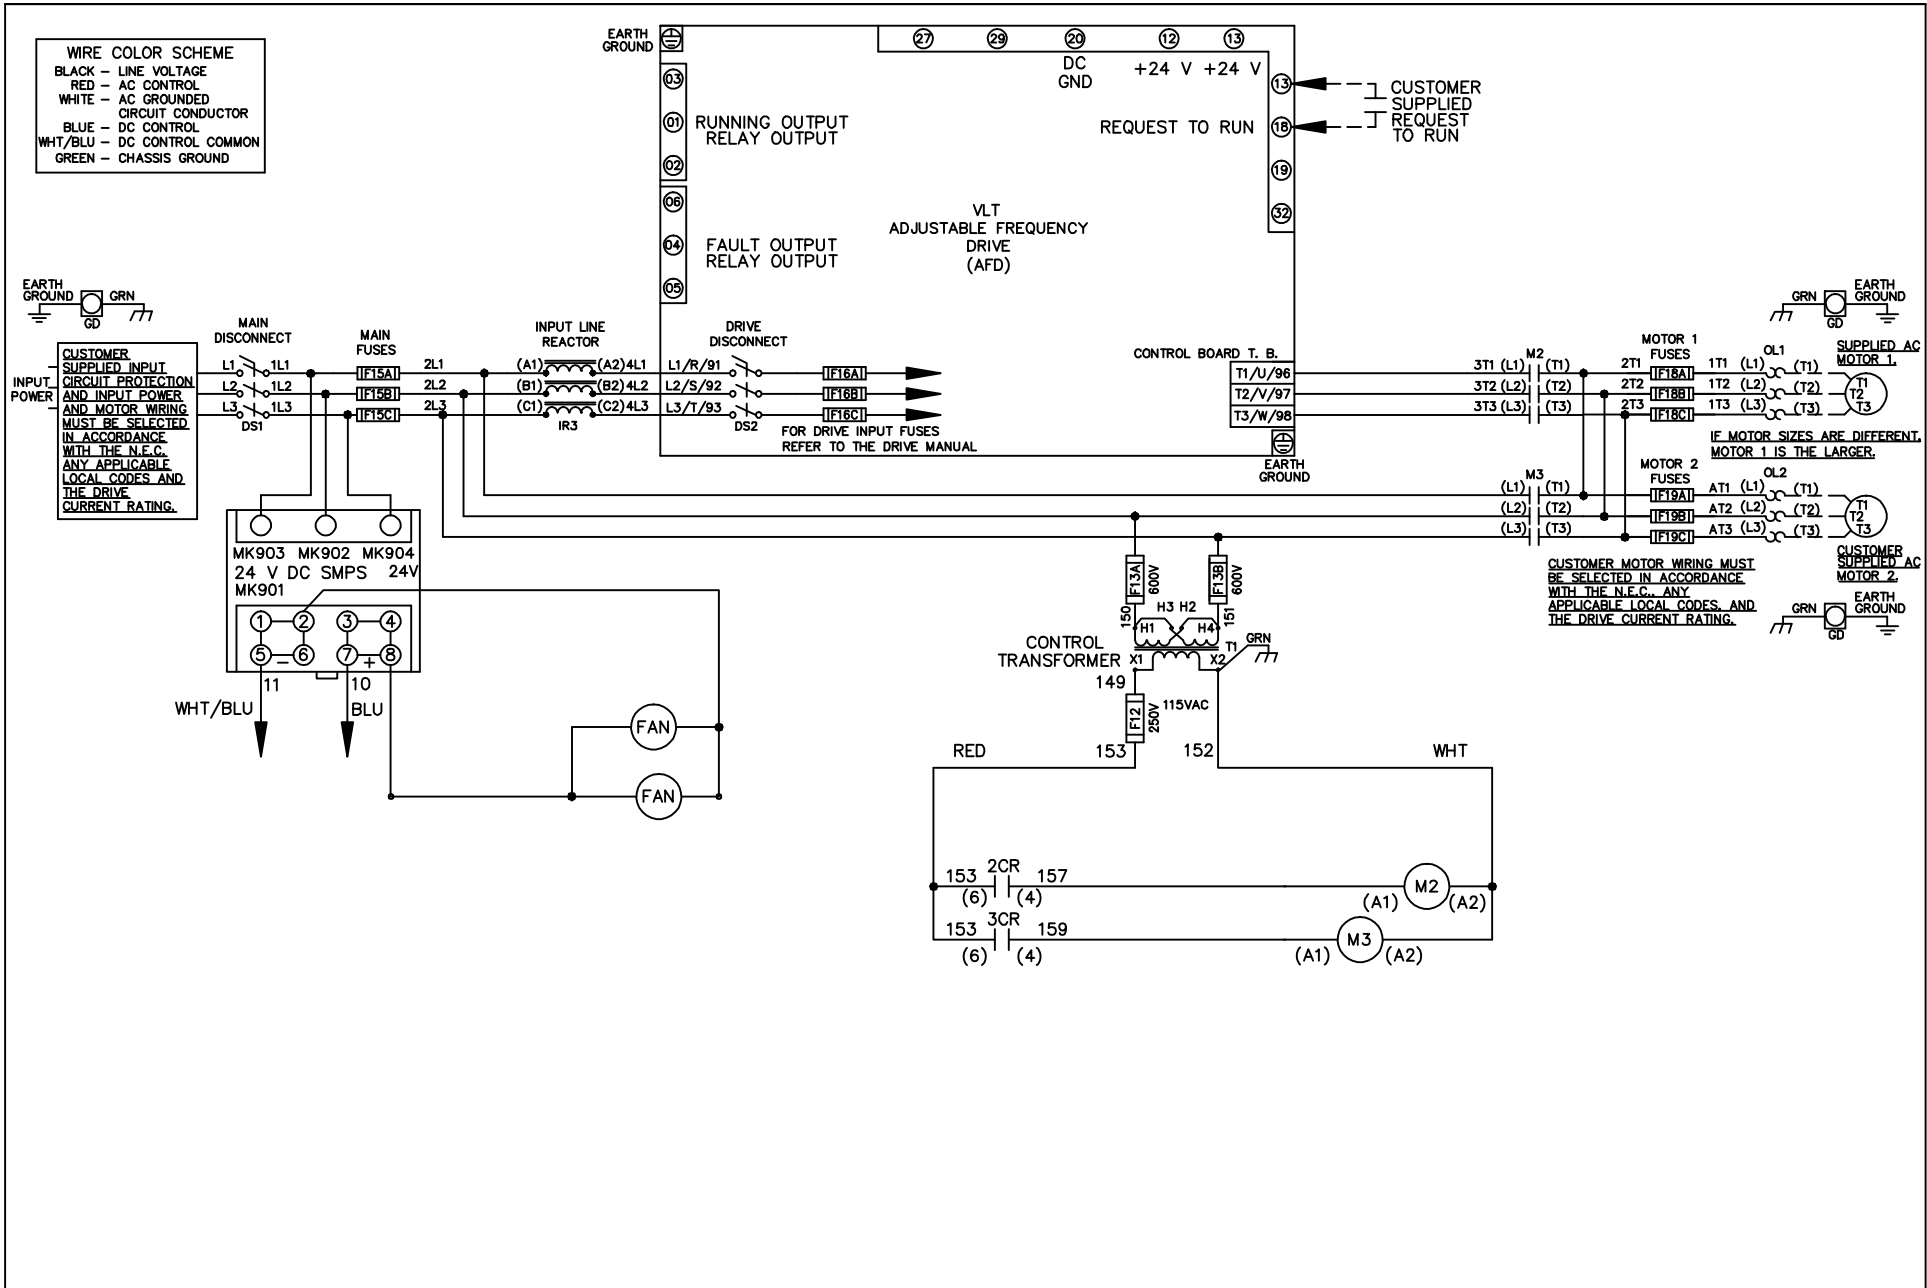 WIRE COLOR SCHEME
BLACK – LINE VOLTAGE
RED – AC CONTROL
WHITE – AC GROUNDED
CIRCUIT CONDUCTOR
BLUE – DC CONTROL
WHT/BLU – DC CONTROL COMMON
GREEN – CHASSIS GROUND
EARTH
GROUND
27 29 20 12 13
DC
GND
+24 V +24 V
03
01
02
RUNNING OUTPUT
RELAY OUTPUT
06
04
05
FAULT OUTPUT
RELAY OUTPUT
VLT
ADJUSTABLE FREQUENCY
DRIVE
(AFD)
REQUEST TO RUN
13
18
19
32
CUSTOMER
SUPPLIED
REQUEST
TO RUN
EARTH
GROUND
GRN
GD
INPUT
POWER
CUSTOMER
SUPPLIED INPUT
CIRCUIT PROTECTION
AND INPUT POWER
AND MOTOR WIRING
MUST BE SELECTED
IN ACCORDANCE
WITH THE N.E.C.
ANY APPLICABLE
LOCAL CODES AND
THE DRIVE
CURRENT RATING.
MAIN
DISCONNECT
L1 1L1
L2 1L2
L3 1L3
DS1
MAIN
FUSES
F15A
F15B
F15C
2L1
2L2
2L3
INPUT LINE
REACTOR
(A1) (A2) 4L1
(B1) (B2) 4L2
(C1) (C2) 4L3
IR3
L1/R/91
L2/S/92
L3/T/93
DRIVE
DISCONNECT
DS2
F16A
F16B
F16C
FOR DRIVE INPUT FUSES
REFER TO THE DRIVE MANUAL
CONTROL BOARD T. B.
T1/U/96
T2/V/97
T3/W/98
EARTH
GROUND
M2
3T1 (L1) (T1)
3T2 (L2) (T2)
3T3 (L3) (T3)
MOTOR 1
FUSES
2T1 F18A 1T1 (L1)
2T2 F18B 1T2 (L2)
2T3 F18C 1T3 (L3)
OL1
(T1)
(T2)
(T3)
GRN
GD
EARTH
GROUND
SUPPLIED AC
MOTOR 1.
T1
T2
T3
IF MOTOR SIZES ARE DIFFERENT,
MOTOR 1 IS THE LARGER.
M3
(L1) (T1)
(L2) (T2)
(L3) (T3)
MOTOR 2
FUSES
F19A AT1 (L1)
F19B AT2 (L2)
F19C AT3 (L3)
OL2
(T1)
(T2)
(T3)
T1
T2
T3
CUSTOMER
SUPPLIED AC
MOTOR 2.
CUSTOMER MOTOR WIRING MUST
BE SELECTED IN ACCORDANCE
WITH THE N.E.C., ANY
APPLICABLE LOCAL CODES, AND
THE DRIVE CURRENT RATING.
GRN
GD
EARTH
GROUND
MK903 MK902 MK904
24 V DC SMPS 24V
MK901
1 2 3 4
5 – 6 7 + 8
11
10
WHT/BLU
BLU
FAN
FAN
F13A
600V
F13B
600V
150
151
H3 H2
H1 H4
CONTROL
TRANSFORMER
X1 X2
T1
GRN
149
F12
250V
115VAC
153
152
RED
WHT
153 2CR 157
(6) (4)
(A1) M2 (A2)
153 3CR 159
(6) (4)
(A1) M3 (A2)